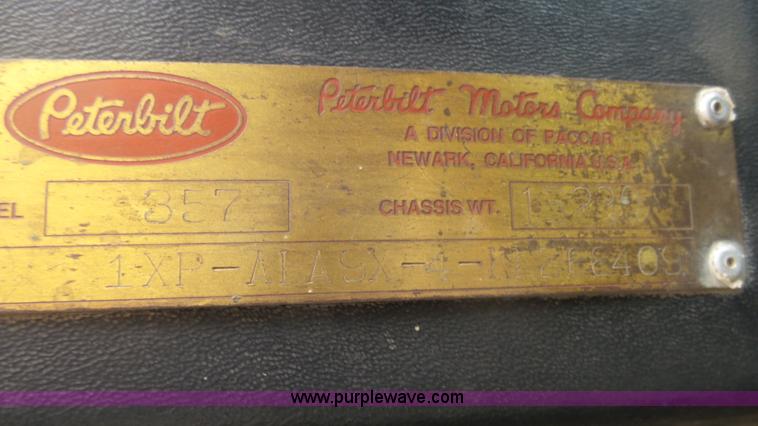 Peterbilt
Peterbilt Motors Company
A DIVISION OF PACCAR
NEWARK, CALIFORNIA U.S.A.
EL 357 CHASSIS WT.
www.purplewave.com